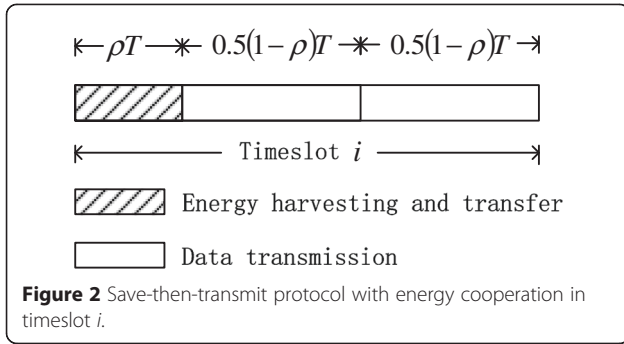 ρT 0.5(1-ρ)T 0.5(1-ρ)T
Timeslot i
Energy harvesting and transfer
Data transmission
Figure 2 Save-then-transmit protocol with energy cooperation in
timeslot i.